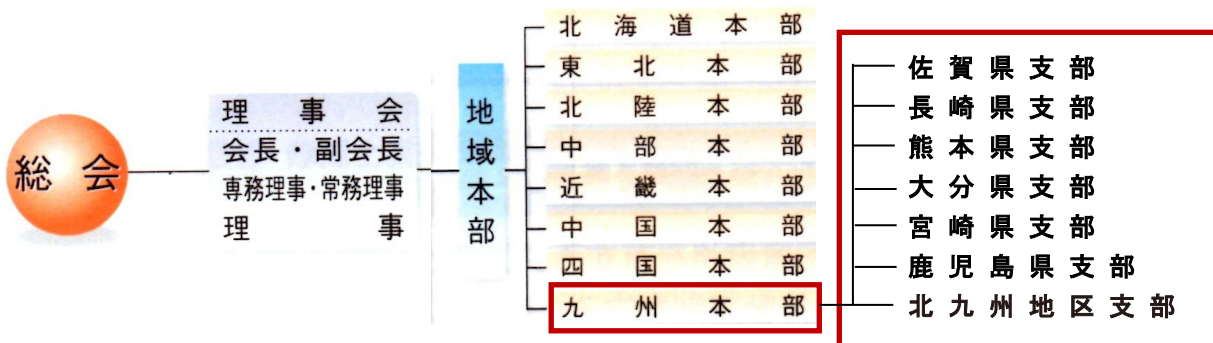 総会
理事会
会長・副会長
専務理事・常務理事
理事
地域本部
北海道本部
東北本部
北陸本部
中部本部
近畿本部
中国本部
四国本部
九州本部
佐賀県支部
長崎県支部
熊本県支部
大分県支部
宮崎県支部
鹿児島県支部
北九州地区支部